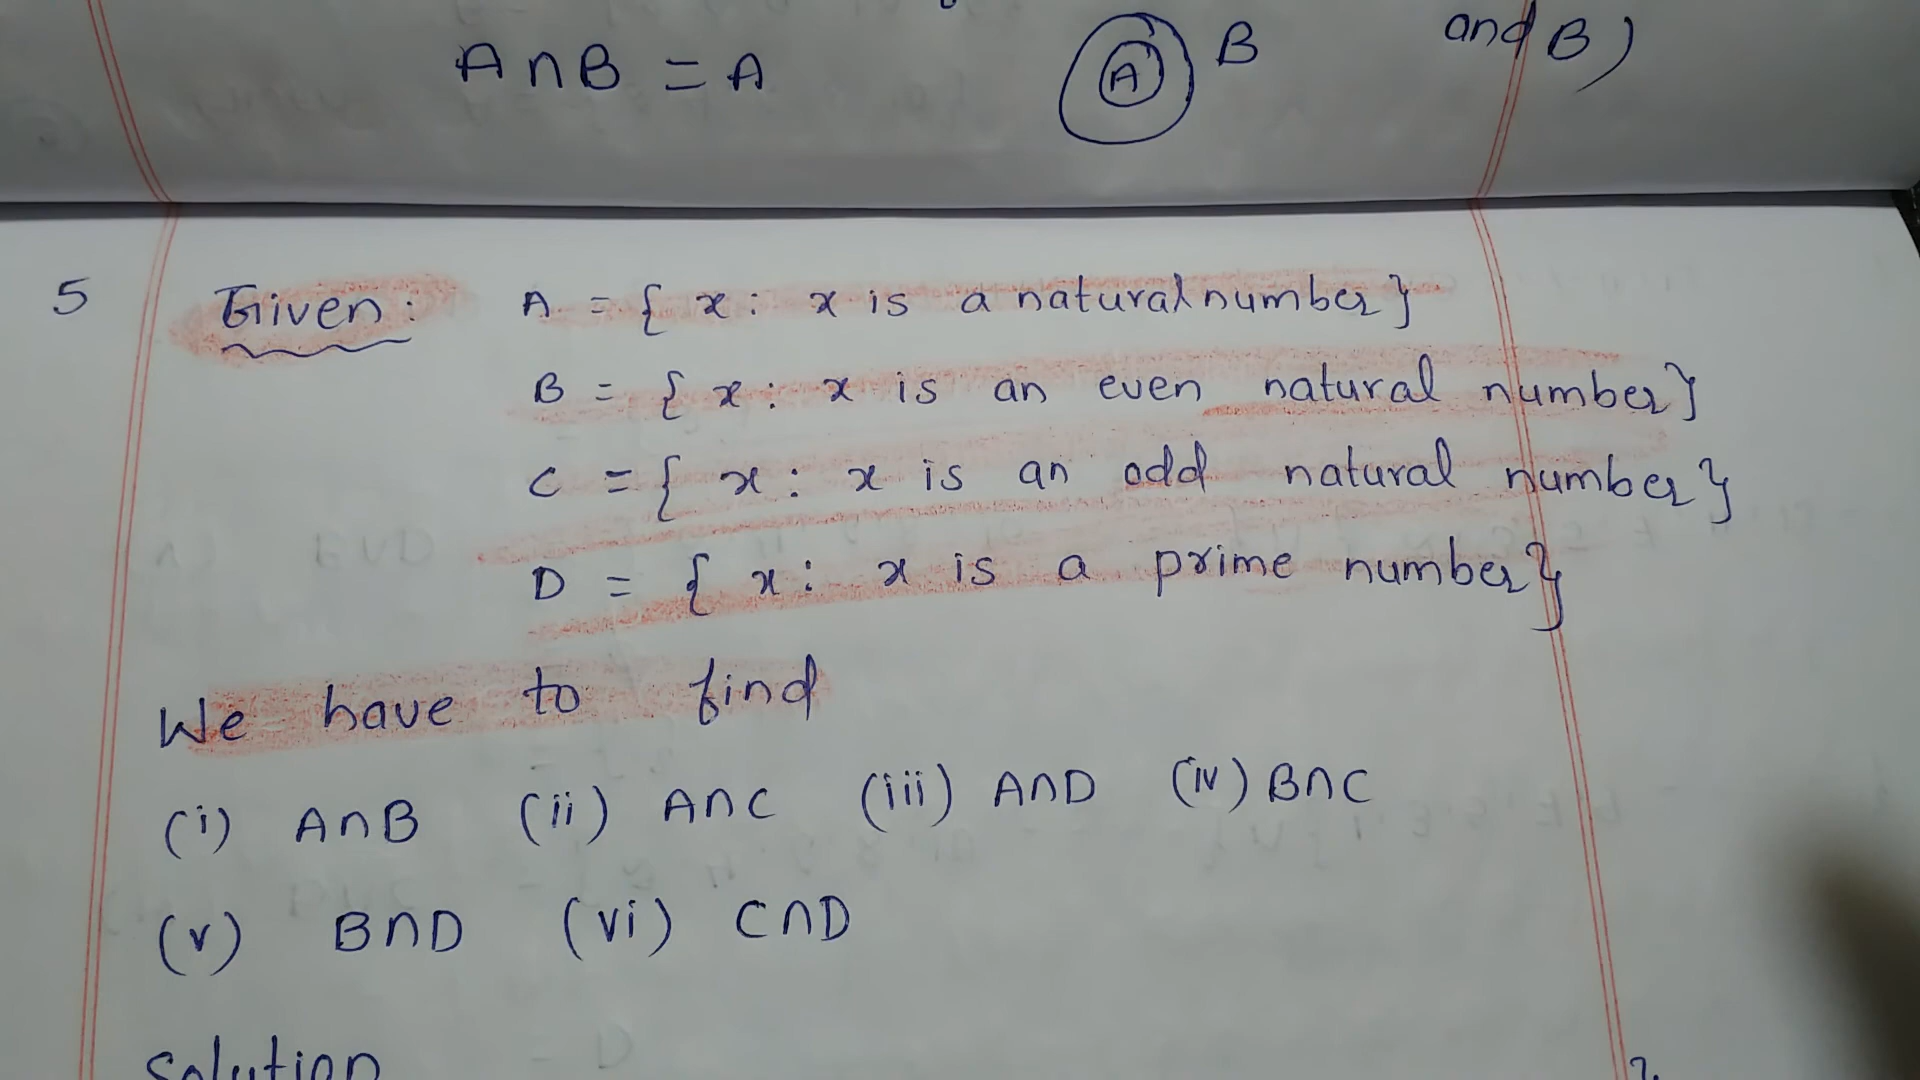 A∩B = A A B and B)
5 Given: A = { x : x is a natural number }
B = { x : x is an even natural number }
C = { x : x is an odd natural number }
D = { x : x is a prime number }
We have to find
(i) A∩B (ii) A∩C (iii) A∩D (iv) B∩C
(v) B∩D (vi) C∩D
Solution